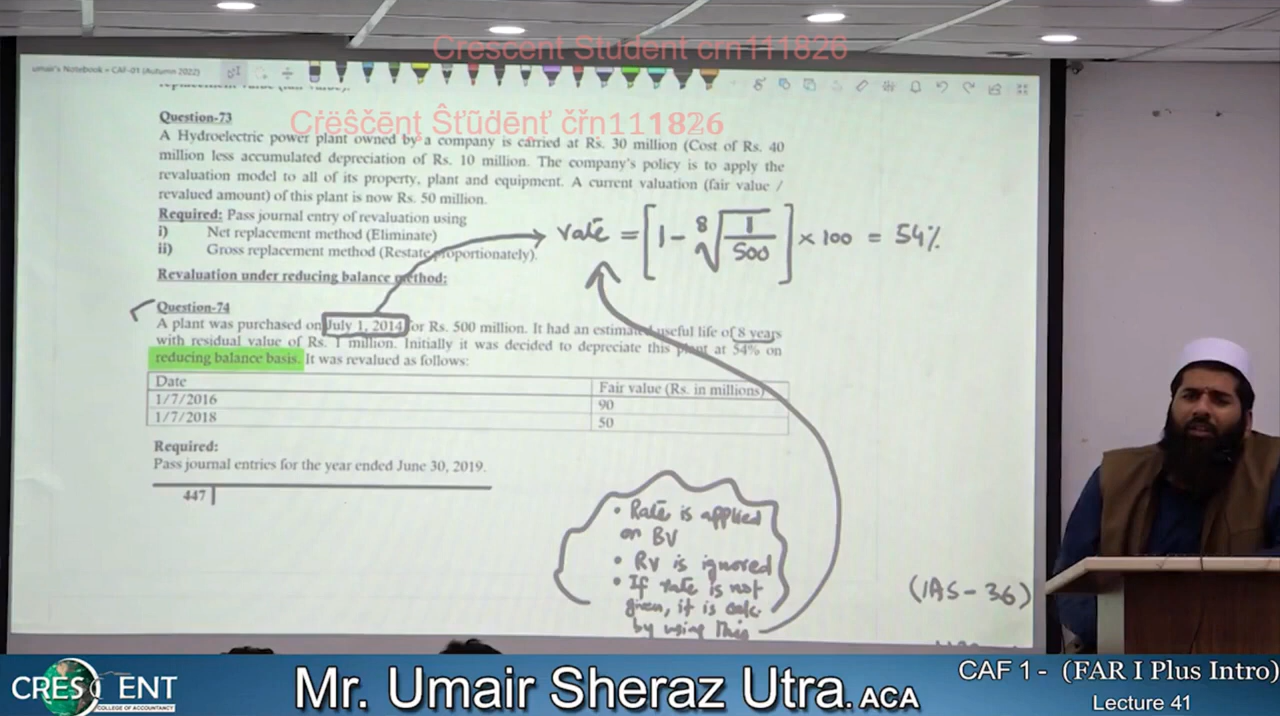 Crescent Student crn111826
umair's Notebook > CAF-01 (Autumn 2022)
replacement value (fair value).
Question-73
Cřëščēņţ Šťũđēņť čřn111826
A Hydroelectric power plant owned by a company is carried at Rs. 30 million (Cost of Rs. 40
million less accumulated depreciation of Rs. 10 million. The company's policy is to apply the
revaluation model to all of its property, plant and equipment. A current valuation (fair value /
revalued amount) of this plant is now Rs. 50 million.
Required: Pass journal entry of revaluation using
i) Net replacement method (Eliminate)
ii) Gross replacement method (Restate proportionately).
rate = [1 - ⁸√(1/500)] × 100 = 54%
Revaluation under reducing balance method:
Question-74
A plant was purchased on July 1, 2014 for Rs. 500 million. It had an estimated useful life of 8 years
with residual value of Rs. 1 million. Initially it was decided to depreciate this plant at 54% on
reducing balance basis. It was revalued as follows:
Date Fair value (Rs. in millions)
1/7/2016 90
1/7/2018 50
Required:
Pass journal entries for the year ended June 30, 2019.
447
• Rate is applied
on BV
• RV is ignored
• If rate is not
given, it is calc.
by using this
(IAS-36)
CRESCENT
COLLEGE OF ACCOUNTANCY
Mr. Umair Sheraz Utra. ACA
CAF 1 - (FAR I Plus Intro)
Lecture 41